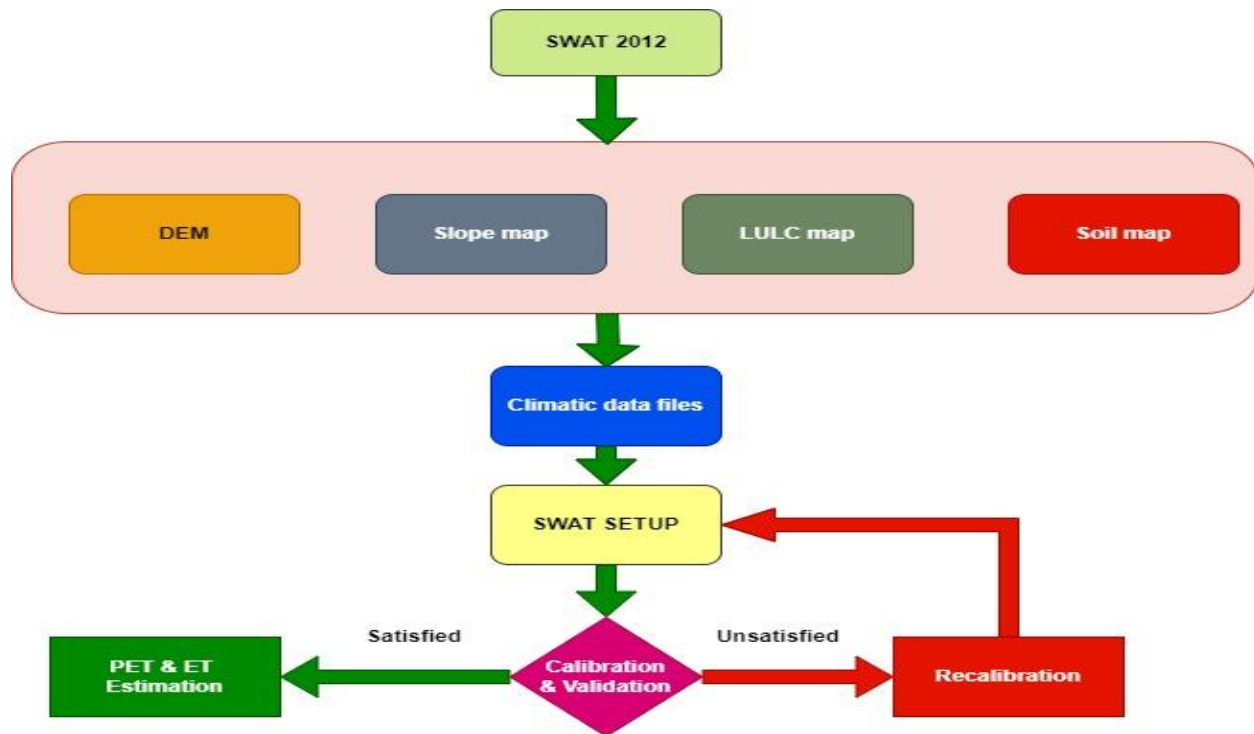 SWAT 2012
DEM
Slope map
LULC map
Soil map
Climatic data files
SWAT SETUP
Satisfied
Unsatisfied
PET & ET
Estimation
Calibration
& Validation
Recalibration